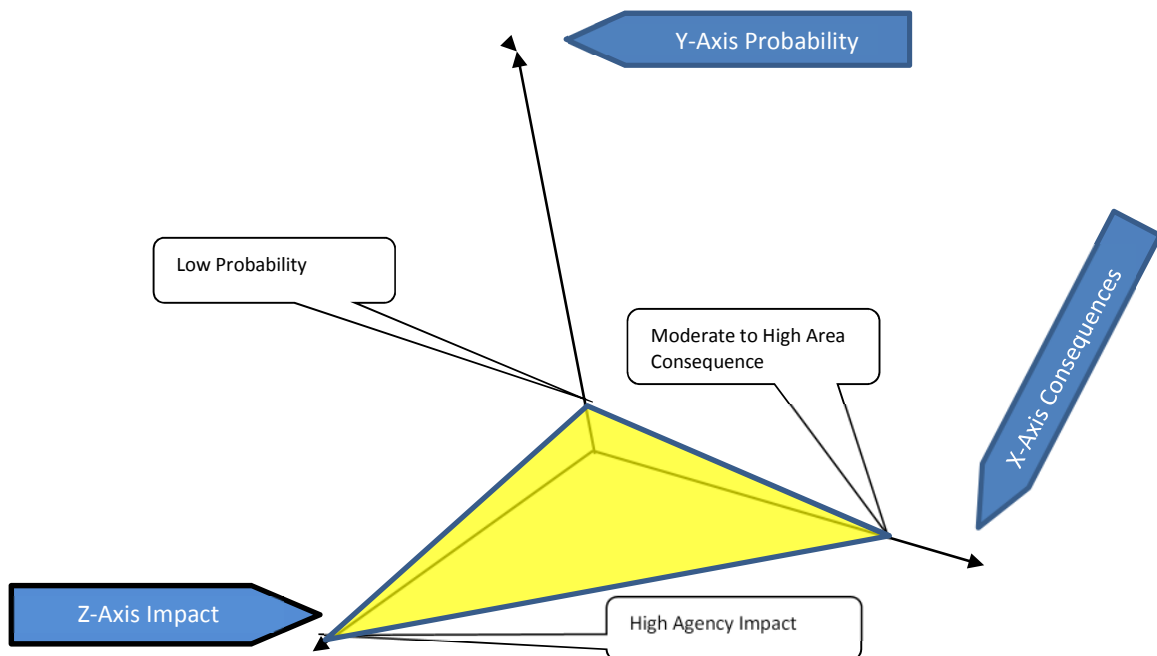 Y-Axis Probability
Low Probability
Moderate to High Area
Consequence
X-Axis Consequences
Z-Axis Impact
High Agency Impact